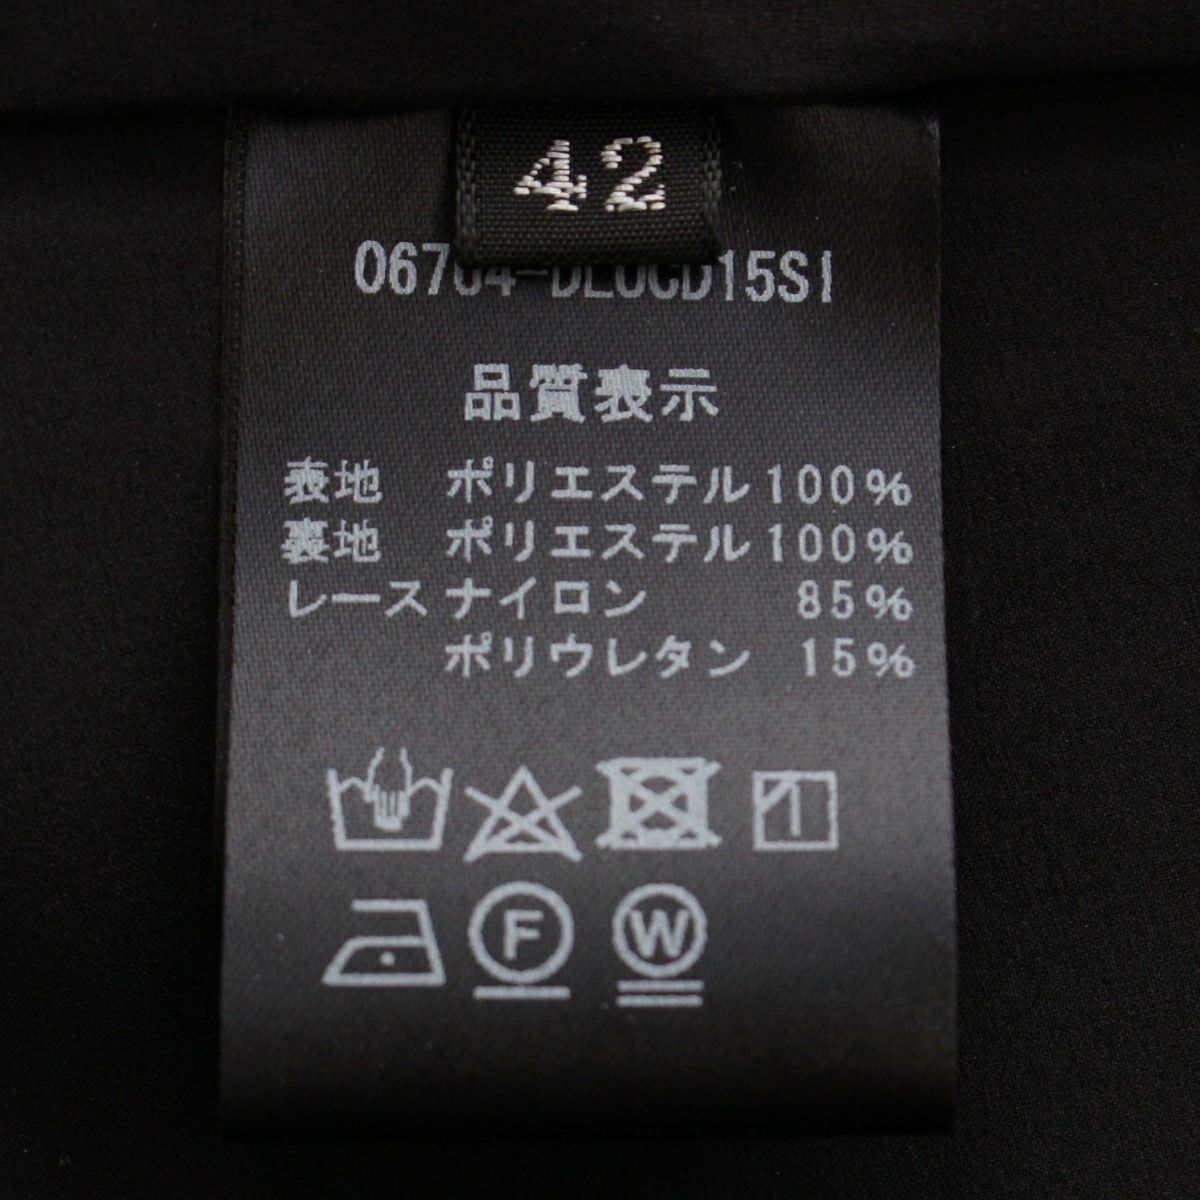 42
品質表示
表地 ポリエステル100%
裏地 ポリエステル100%
レース ナイロン 85%
ポリウレタン 15%
1
F
W